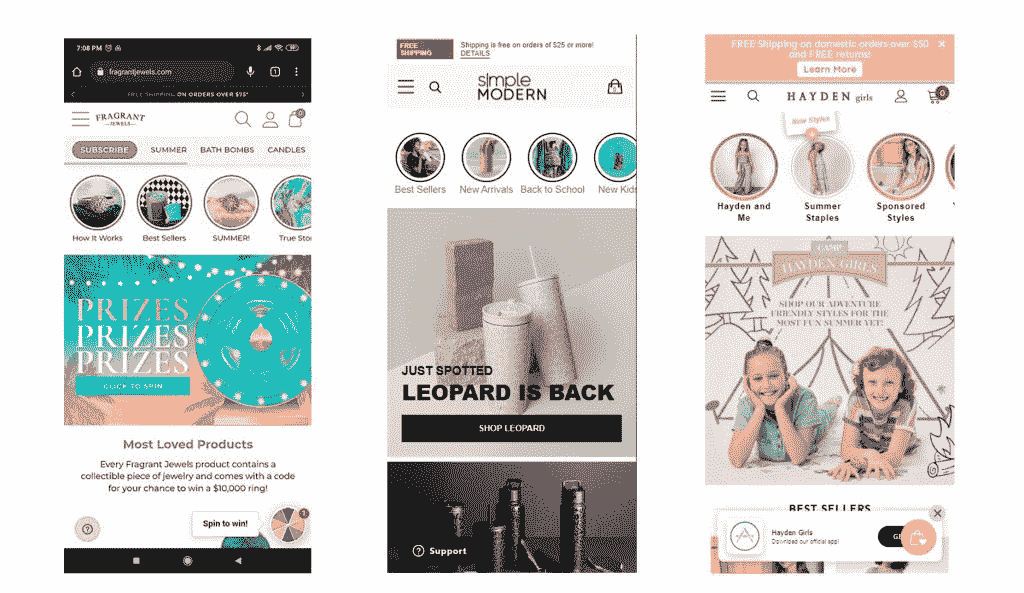 7:08 PM
fragrantjewels.com
1
FREE SHIPPING ON ORDERS OVER $75*
FRAGRANT
JEWELS
0
SUBSCRIBE
SUMMER
BATH BOMBS
CANDLES
How It Works
Best Sellers
SUMMER!
True Stor
PRIZES
PRIZES
PRIZES
CLICK TO SPIN
Most Loved Products
Every Fragrant Jewels product contains a
collectible piece of jewelry and comes with a code
for your chance to win a $10,000 ring!
Spin to win!
1
FREE
SHIPPING
Shipping is free on orders of $25 or more!
DETAILS
simple
MODERN
Best Sellers
New Arrivals
Back to School
New Kids
JUST SPOTTED
LEOPARD IS BACK
SHOP LEOPARD
Support
FREE Shipping on domestic orders over $50
and FREE returns!
Learn More
HAYDEN girls
0
New Styles
Hayden and
Me
Summer
Staples
Sponsored
Styles
CAMP
HAYDEN GIRLS
SHOP OUR ADVENTURE
FRIENDLY STYLES FOR THE
MOST FUN SUMMER YET!
BEST SELLERS
Hayden Girls
Download our official app!